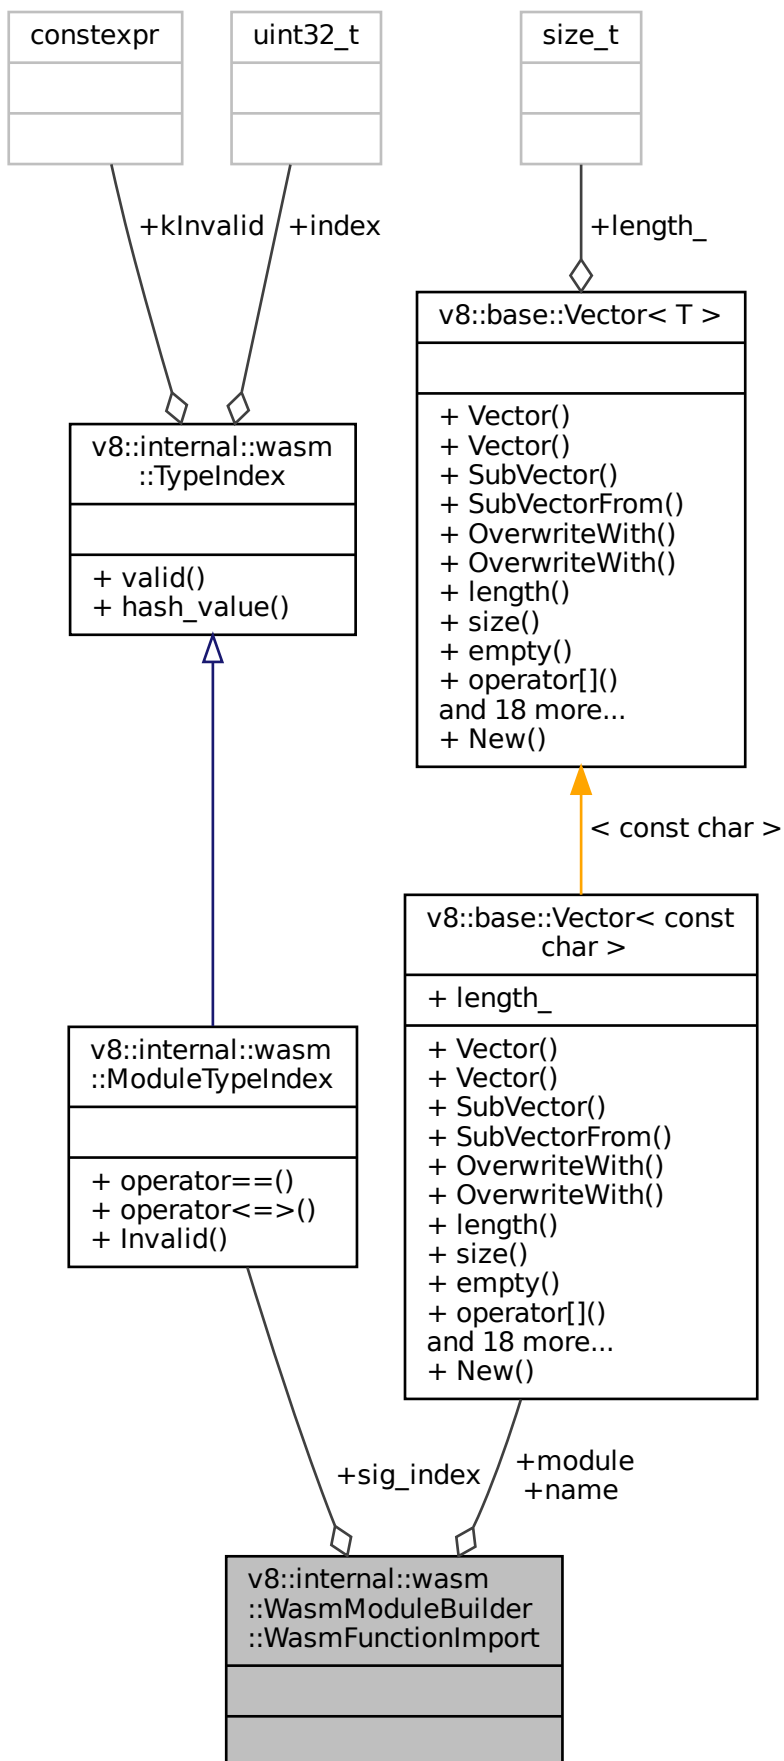 constexpr
uint32_t
size_t
+kInvalid
+index
+length_
v8::base::Vector< T >
+ Vector()
+ Vector()
+ SubVector()
+ SubVectorFrom()
+ OverwriteWith()
+ OverwriteWith()
+ length()
+ size()
+ empty()
+ operator[]()
and 18 more...
+ New()
v8::internal::wasm
::TypeIndex
+ valid()
+ hash_value()
< const char >
v8::base::Vector< const
char >
+ length_
+ Vector()
+ Vector()
+ SubVector()
+ SubVectorFrom()
+ OverwriteWith()
+ OverwriteWith()
+ length()
+ size()
+ empty()
+ operator[]()
and 18 more...
+ New()
v8::internal::wasm
::ModuleTypeIndex
+ operator==()
+ operator<=>()
+ Invalid()
+sig_index
+module
+name
v8::internal::wasm
::WasmModuleBuilder
::WasmFunctionImport